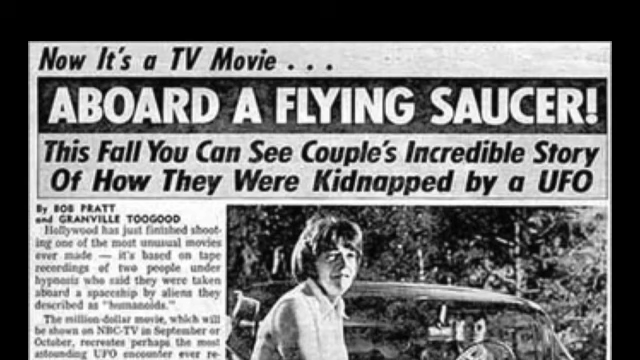 Now It's a TV Movie . . .
ABOARD A FLYING SAUCER!
This Fall You Can See Couple's Incredible Story
Of How They Were Kidnapped by a UFO
By BOB PRATT
and GRANVILLE TOOGOOD
Hollywood has just finished shoot-
ing one of the most unusual movies
ever made — it's based on tape
recordings of two people under
hypnosis who said they were taken
aboard a spaceship by aliens they
described as "humanoids."
The million-dollar movie, which will
be shown on NBC-TV in September or
October, recreates perhaps the most
astounding UFO encounter ever re-